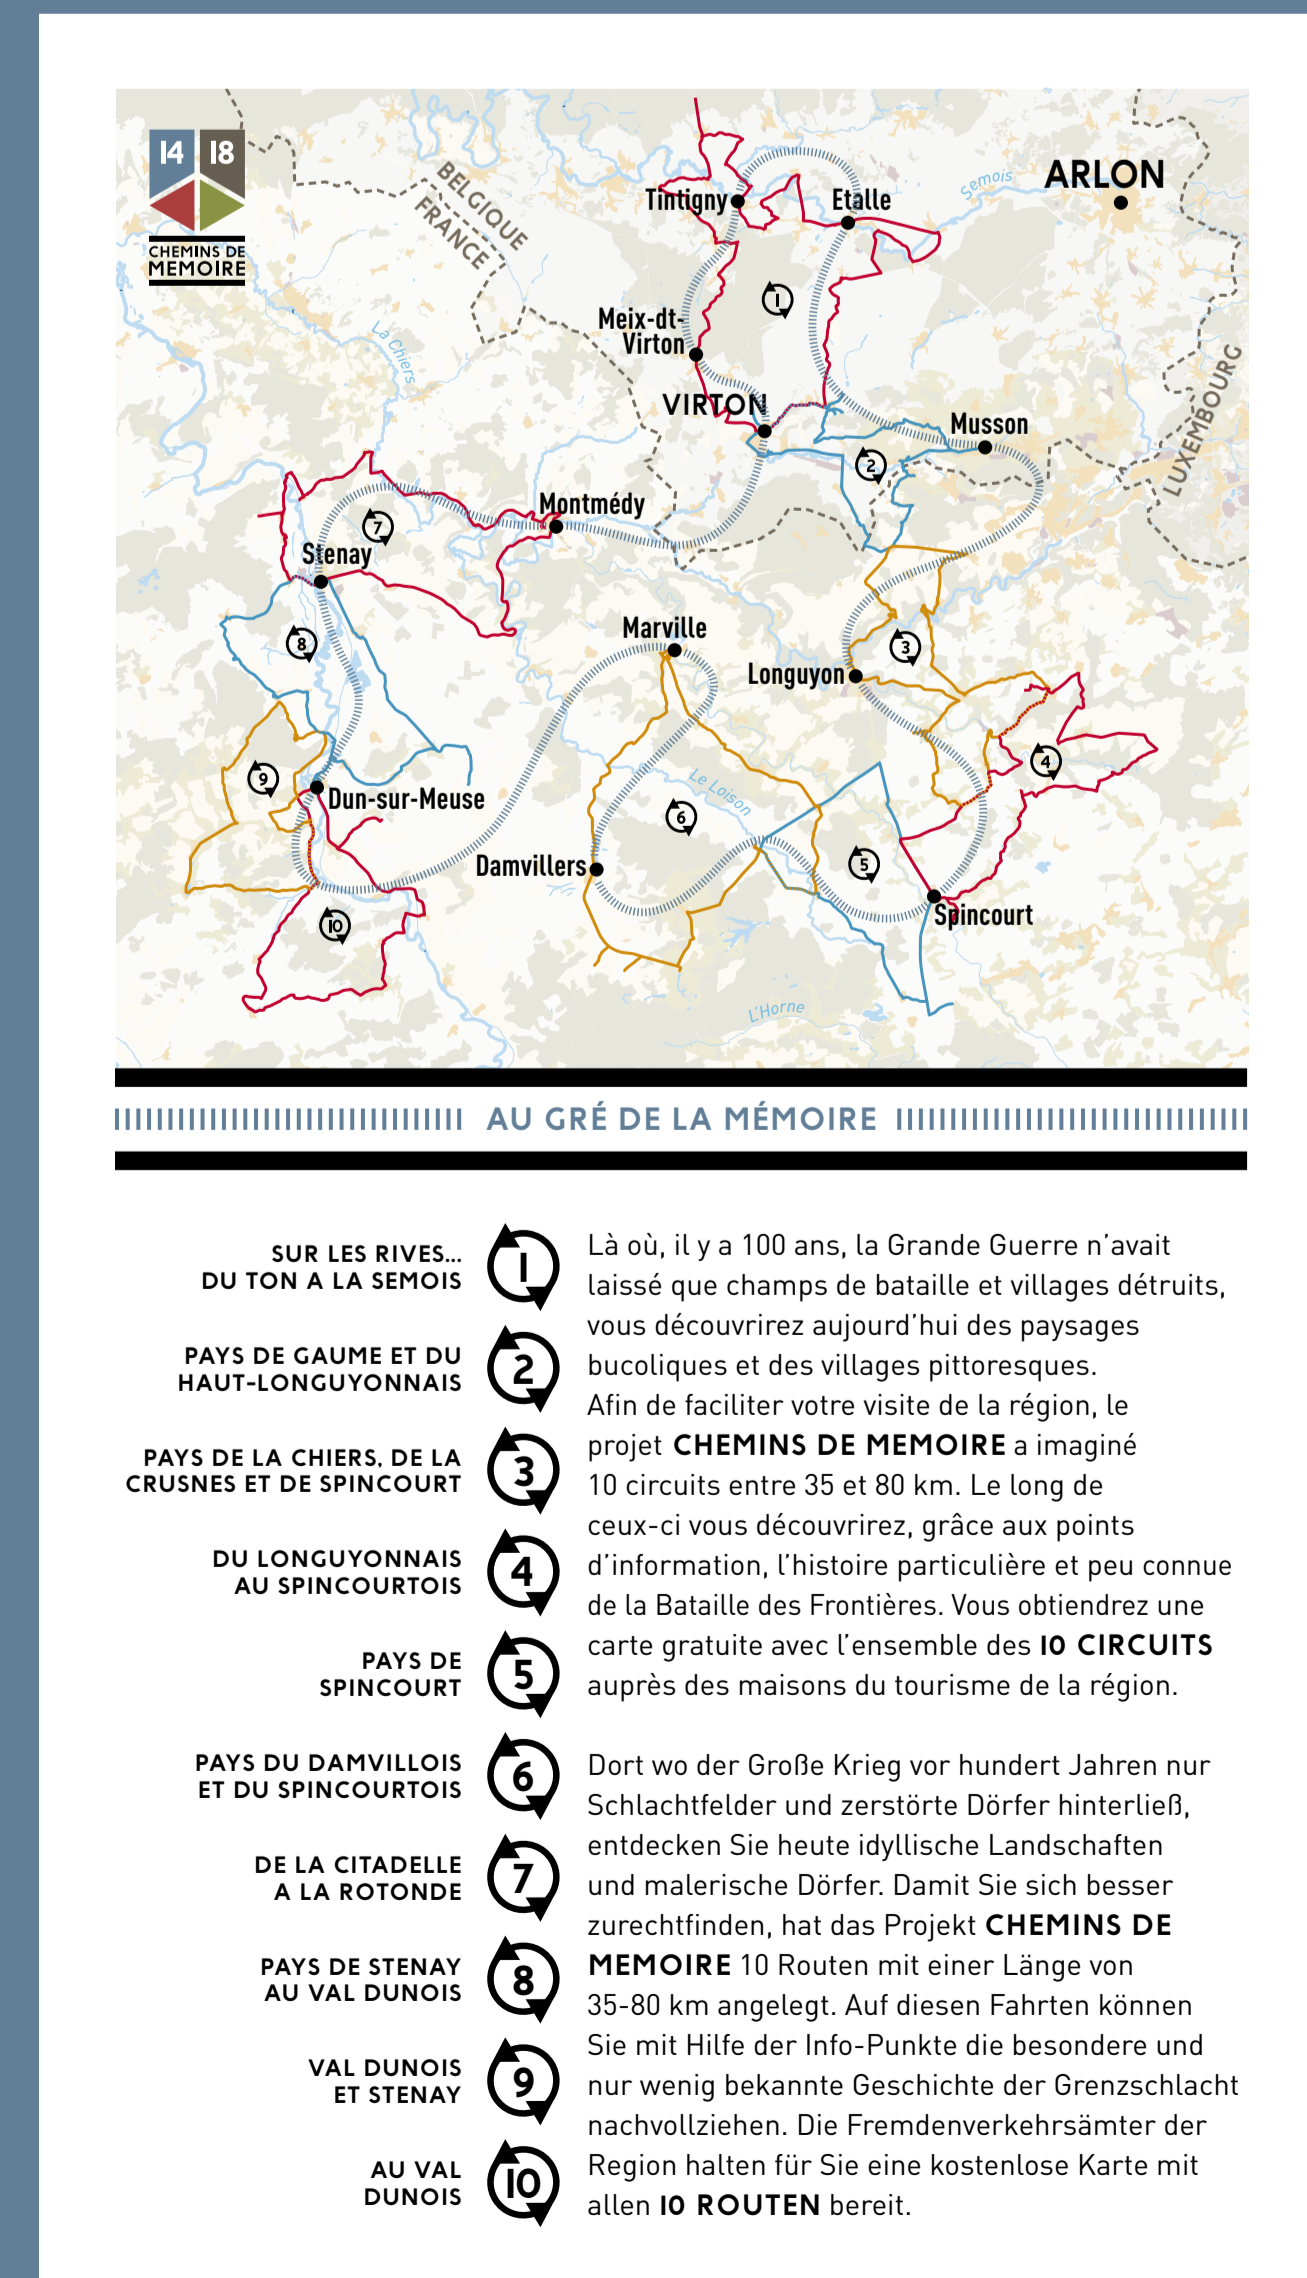 14 18
CHEMINS DE
MEMOIRE
BELGIQUE
FRANCE
La Chiers
Tintigny
Etalle
Semois
ARLON
1
Meix-dt-
Virton
VIRTON
LUXEMBOURG
Musson
2
Montmédy
7
Stenay
8
Marville
Longuyon
3
4
9
Dun-sur-Meuse
Le Loison
6
Damvillers
5
Spincourt
10
L'Horne
AU GRÉ DE LA MÉMOIRE
SUR LES RIVES...
DU TON A LA SEMOIS
1
PAYS DE GAUME ET DU
HAUT-LONGUYONNAIS
2
PAYS DE LA CHIERS, DE LA
CRUSNES ET DE SPINCOURT
3
DU LONGUYONNAIS
AU SPINCOURTOIS
4
PAYS DE
SPINCOURT
5
PAYS DU DAMVILLOIS
ET DU SPINCOURTOIS
6
DE LA CITADELLE
A LA ROTONDE
7
PAYS DE STENAY
AU VAL DUNOIS
8
VAL DUNOIS
ET STENAY
9
AU VAL
DUNOIS
10
Là où, il y a 100 ans, la Grande Guerre n'avait
laissé que champs de bataille et villages détruits,
vous découvrirez aujourd'hui des paysages
bucoliques et des villages pittoresques.
Afin de faciliter votre visite de la région, le
projet CHEMINS DE MEMOIRE a imaginé
10 circuits entre 35 et 80 km. Le long de
ceux-ci vous découvrirez, grâce aux points
d'information, l'histoire particulière et peu connue
de la Bataille des Frontières. Vous obtiendrez une
carte gratuite avec l'ensemble des 10 CIRCUITS
auprès des maisons du tourisme de la région.
Dort wo der Große Krieg vor hundert Jahren nur
Schlachtfelder und zerstörte Dörfer hinterließ,
entdecken Sie heute idyllische Landschaften
und malerische Dörfer. Damit Sie sich besser
zurechtfinden, hat das Projekt CHEMINS DE
MEMOIRE 10 Routen mit einer Länge von
35-80 km angelegt. Auf diesen Fahrten können
Sie mit Hilfe der Info-Punkte die besondere und
nur wenig bekannte Geschichte der Grenzschlacht
nachvollziehen. Die Fremdenverkehrsämter der
Region halten für Sie eine kostenlose Karte mit
allen 10 ROUTEN bereit.